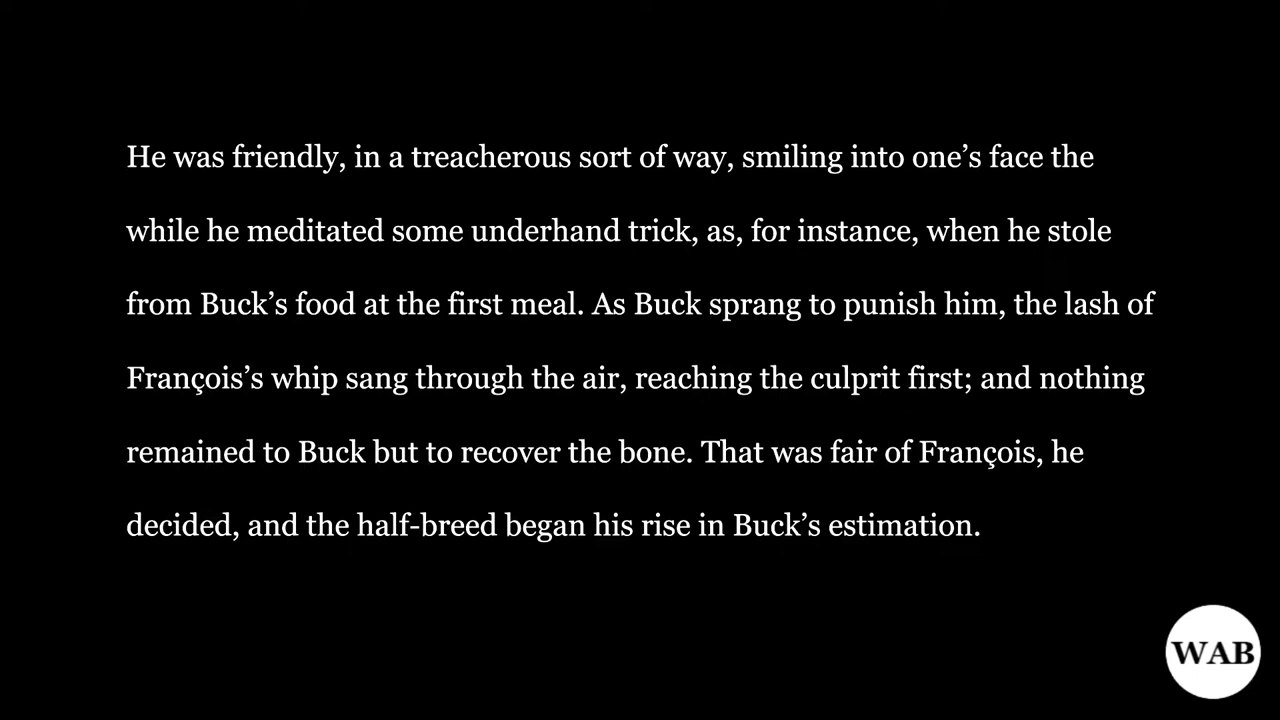 He was friendly, in a treacherous sort of way, smiling into one’s face the
while he meditated some underhand trick, as, for instance, when he stole
from Buck’s food at the first meal. As Buck sprang to punish him, the lash of
François’s whip sang through the air, reaching the culprit first; and nothing
remained to Buck but to recover the bone. That was fair of François, he
decided, and the half-breed began his rise in Buck’s estimation.
WAB